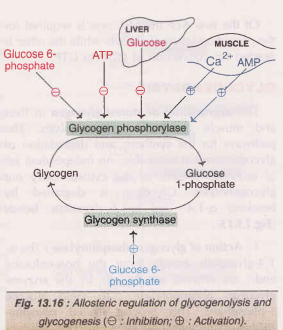 LIVER
Glucose
MUSCLE
Glucose 6-
phosphate
ATP
Ca2+
AMP
Glycogen phosphorylase
Glycogen
Glucose
1-phosphate
Glycogen synthase
Glucose 6-
phosphate
Fig. 13.16 : Allosteric regulation of glycogenolysis and
glycogenesis (⊖ : Inhibition; ⊕ : Activation).